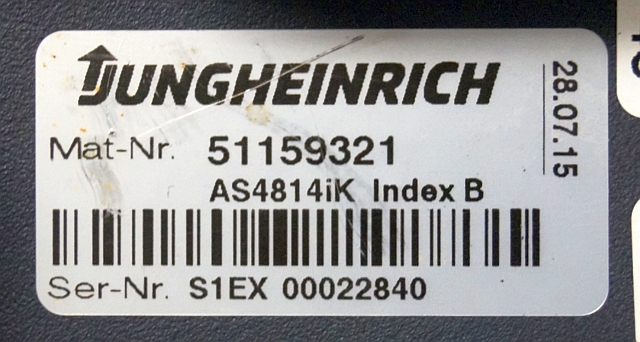 JUNGHEINRICH
Mat-Nr. 51159321
AS4814iK Index B
Ser-Nr. S1EX 00022840
28.07.15